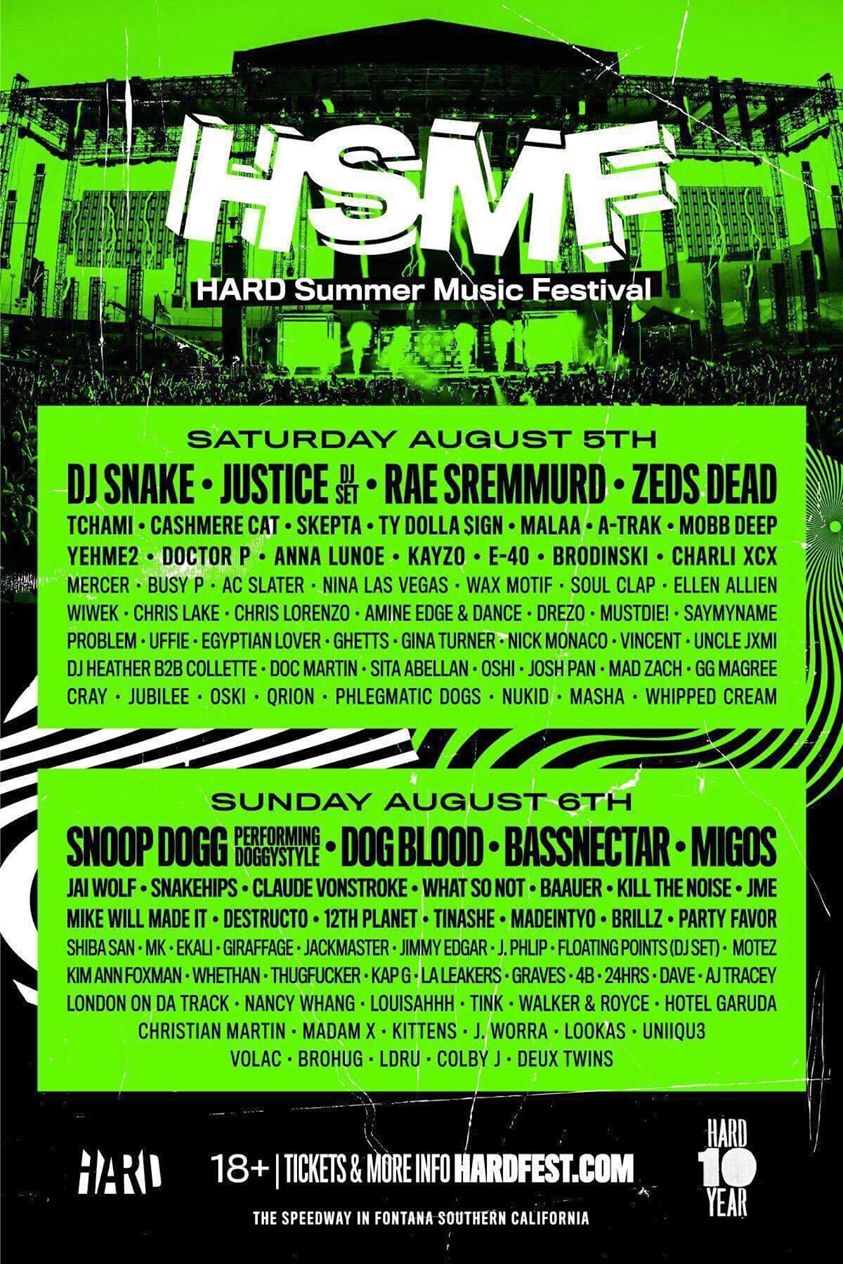 HSMF
HARD Summer Music Festival
SATURDAY AUGUST 5TH
DJ SNAKE • JUSTICE DJ SET • RAE SREMMURD • ZEDS DEAD
TCHAMI • CASHMERE CAT • SKEPTA • TY DOLLA $IGN • MALAA • A-TRAK • MOBB DEEP
YEHME2 • DOCTOR P • ANNA LUNOE • KAYZO • E-40 • BRODINSKI • CHARLI XCX
MERCER • BUSY P • AC SLATER • NINA LAS VEGAS • WAX MOTIF • SOUL CLAP • ELLEN ALLIEN
WIWEK • CHRIS LAKE • CHRIS LORENZO • AMINE EDGE & DANCE • DREZO • MUSTDIE! • SAYMYNAME
PROBLEM • UFFIE • EGYPTIAN LOVER • GHETTS • GINA TURNER • NICK MONACO • VINCENT • UNCLE JXMI
DJ HEATHER B2B COLLETTE • DOC MARTIN • SITA ABELLAN • OSHI • JOSH PAN • MAD ZACH • GG MAGREE
CRAY • JUBILEE • OSKI • QRION • PHLEGMATIC DOGS • NUKID • MASHA • WHIPPED CREAM
SUNDAY AUGUST 6TH
SNOOP DOGG PERFORMING DOGGYSTYLE • DOG BLOOD • BASSNECTAR • MIGOS
JAI WOLF • SNAKEHIPS • CLAUDE VONSTROKE • WHAT SO NOT • BAAUER • KILL THE NOISE • JME
MIKE WILL MADE IT • DESTRUCTO • 12TH PLANET • TINASHE • MADEINTYO • BRILLZ • PARTY FAVOR
SHIBA SAN • MK • EKALI • GIRAFFAGE • JACKMASTER • JIMMY EDGAR • J. PHLIP • FLOATING POINTS (DJ SET) • MOTEZ
KIM ANN FOXMAN • WHETHAN • THUGFUCKER • KAP G • LA LEAKERS • GRAVES • 4B • 24HRS • DAVE • AJ TRACEY
LONDON ON DA TRACK • NANCY WHANG • LOUISAHHH • TINK • WALKER & ROYCE • HOTEL GARUDA
CHRISTIAN MARTIN • MADAM X • KITTENS • J. WORRA • LOOKAS • UNIIQU3
VOLAC • BROHUG • LDRU • COLBY J • DEUX TWINS
HARD
18+ | TICKETS & MORE INFO HARDFEST.COM
HARD
10
YEAR
THE SPEEDWAY IN FONTANA SOUTHERN CALIFORNIA